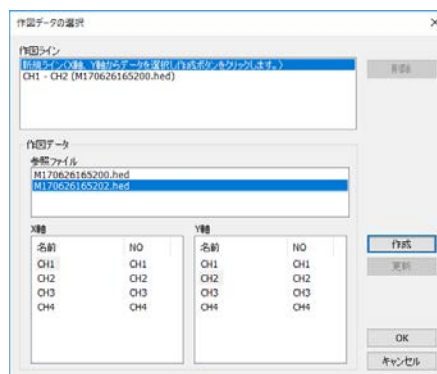 作図データの選択
作図ライン
新規ライン(X軸、Y軸からデータを選択し作成ボタンをクリックします。)
CH1 - CH2 (M170626165200.hed)
削除
作図データ
参照ファイル
M170626165200.hed
M170626165202.hed
X軸
Y軸
名前 NO
CH1 CH1
CH2 CH2
CH3 CH3
CH4 CH4
名前 NO
CH1 CH1
CH2 CH2
CH3 CH3
CH4 CH4
作成
更新
OK
キャンセル